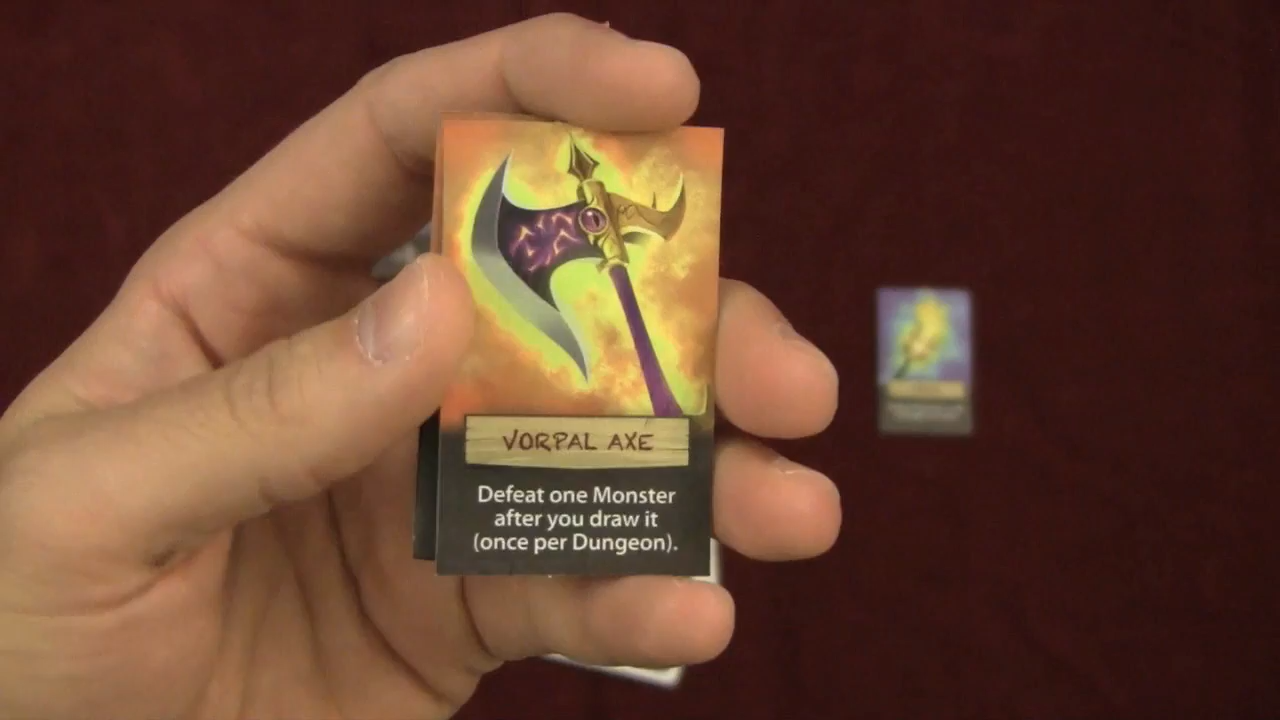 VORPAL AXE
Defeat one Monster
after you draw it
(once per Dungeon).